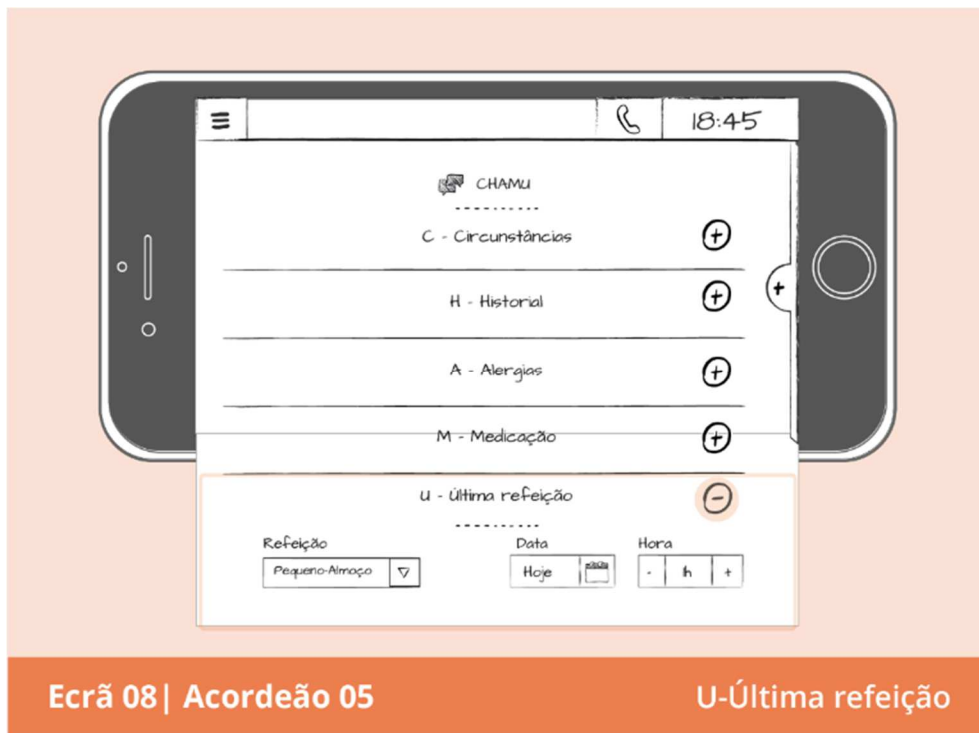 18:45
CHAMU
C - Circunstâncias
H - Historial
A - Alergias
M - Medicação
U - Última refeição
Refeição Data Hora
Pequeno-Almoço Hoje - h +
Ecrã 08| Acordeão 05 U-Última refeição